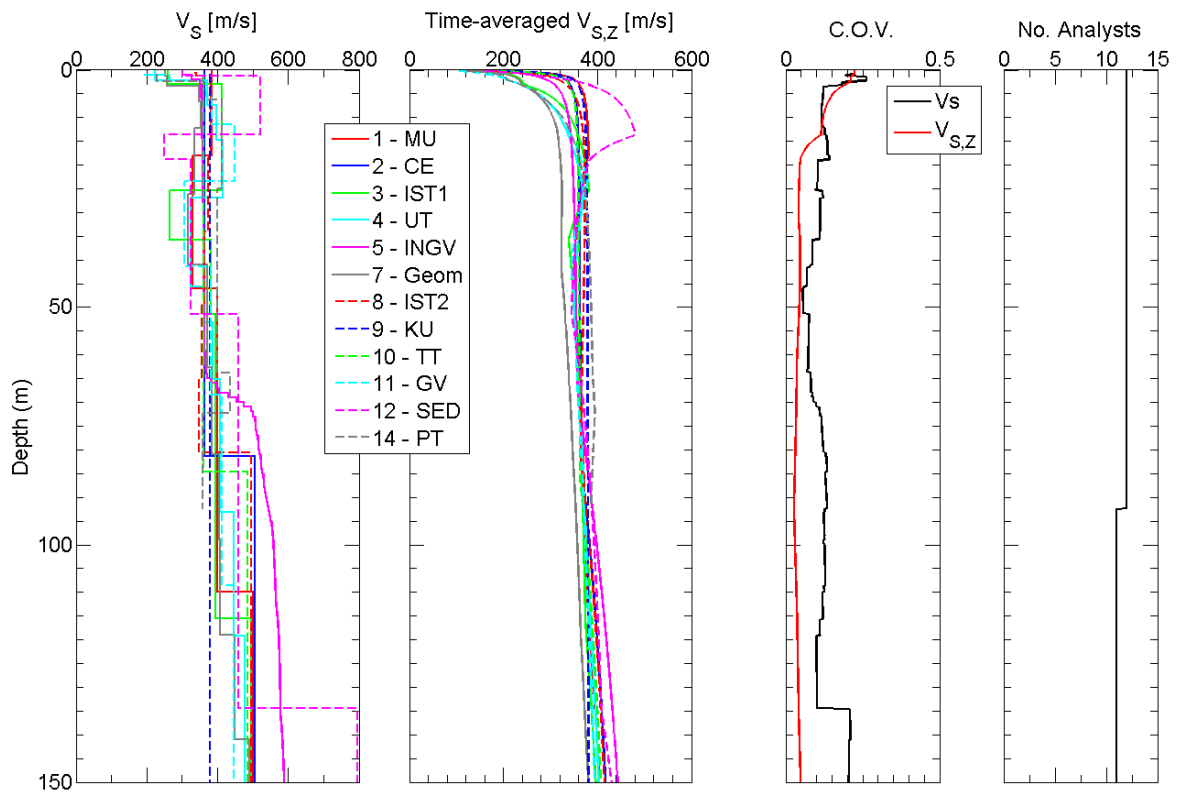 V_S [m/s]
0 200 400 600 800
Time-averaged V_S,Z [m/s]
0 200 400 600
C.O.V.
0 0.5
No. Analysts
0 5 10 15
0
50
100
150
Depth (m)
1 - MU
2 - CE
3 - IST1
4 - UT
5 - INGV
7 - Geom
8 - IST2
9 - KU
10 - TT
11 - GV
12 - SED
14 - PT
Vs
V_S,Z